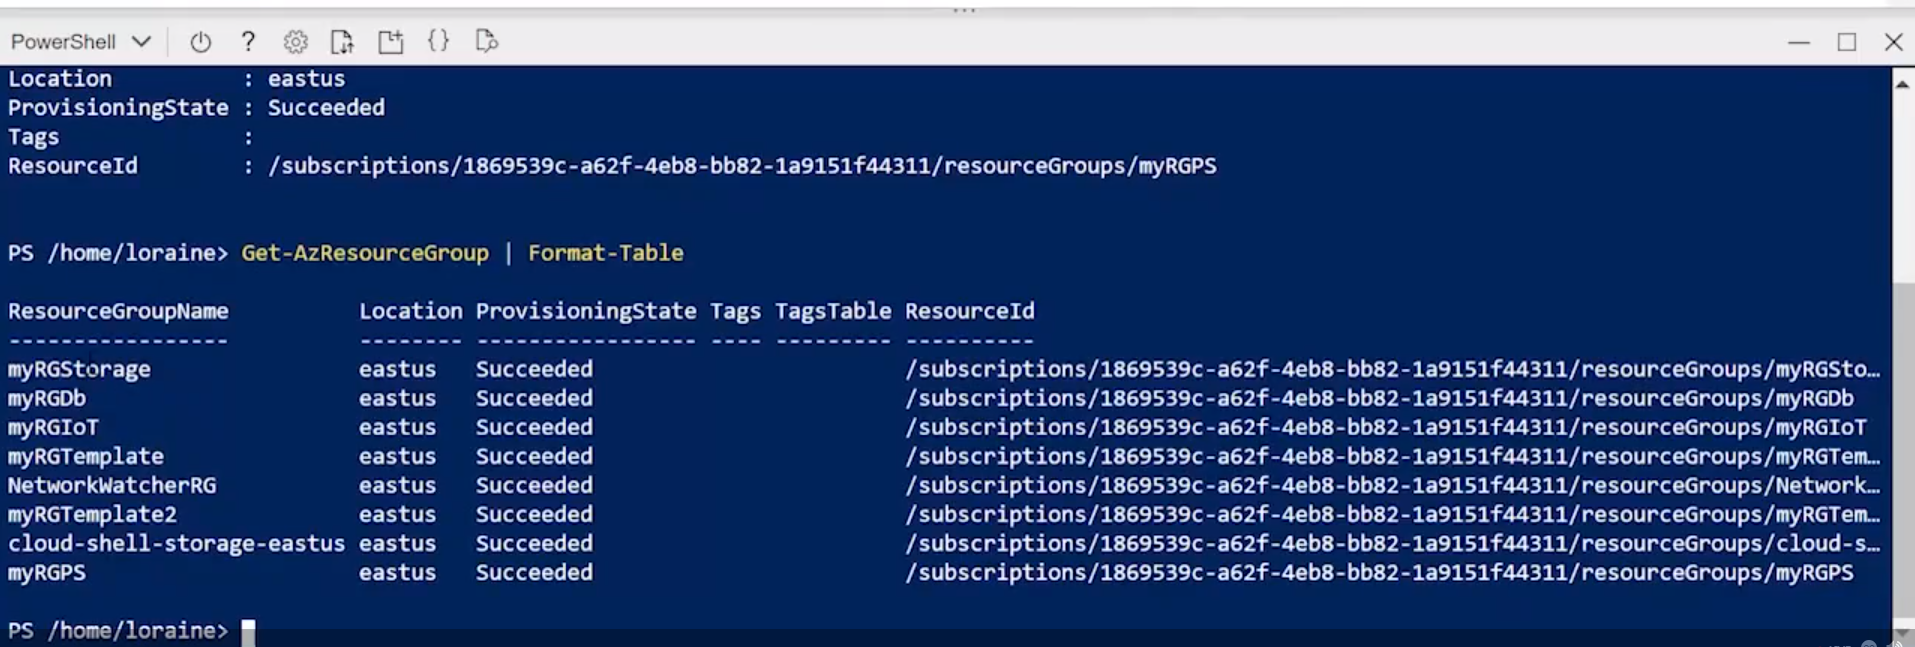 PowerShell
Location : eastus
ProvisioningState : Succeeded
Tags :
ResourceId : /subscriptions/1869539c-a62f-4eb8-bb82-1a9151f44311/resourceGroups/myRGPS
PS /home/loraine> Get-AzResourceGroup | Format-Table
ResourceGroupName Location ProvisioningState Tags TagsTable ResourceId
----------------- -------- ----------------- ---- --------- ----------
myRGStorage eastus Succeeded /subscriptions/1869539c-a62f-4eb8-bb82-1a9151f44311/resourceGroups/myRGSto…
myRGDb eastus Succeeded /subscriptions/1869539c-a62f-4eb8-bb82-1a9151f44311/resourceGroups/myRGDb
myRGIoT eastus Succeeded /subscriptions/1869539c-a62f-4eb8-bb82-1a9151f44311/resourceGroups/myRGIoT
myRGTemplate eastus Succeeded /subscriptions/1869539c-a62f-4eb8-bb82-1a9151f44311/resourceGroups/myRGTem…
NetworkWatcherRG eastus Succeeded /subscriptions/1869539c-a62f-4eb8-bb82-1a9151f44311/resourceGroups/Network…
myRGTemplate2 eastus Succeeded /subscriptions/1869539c-a62f-4eb8-bb82-1a9151f44311/resourceGroups/myRGTem…
cloud-shell-storage-eastus eastus Succeeded /subscriptions/1869539c-a62f-4eb8-bb82-1a9151f44311/resourceGroups/cloud-s…
myRGPS eastus Succeeded /subscriptions/1869539c-a62f-4eb8-bb82-1a9151f44311/resourceGroups/myRGPS
PS /home/loraine>